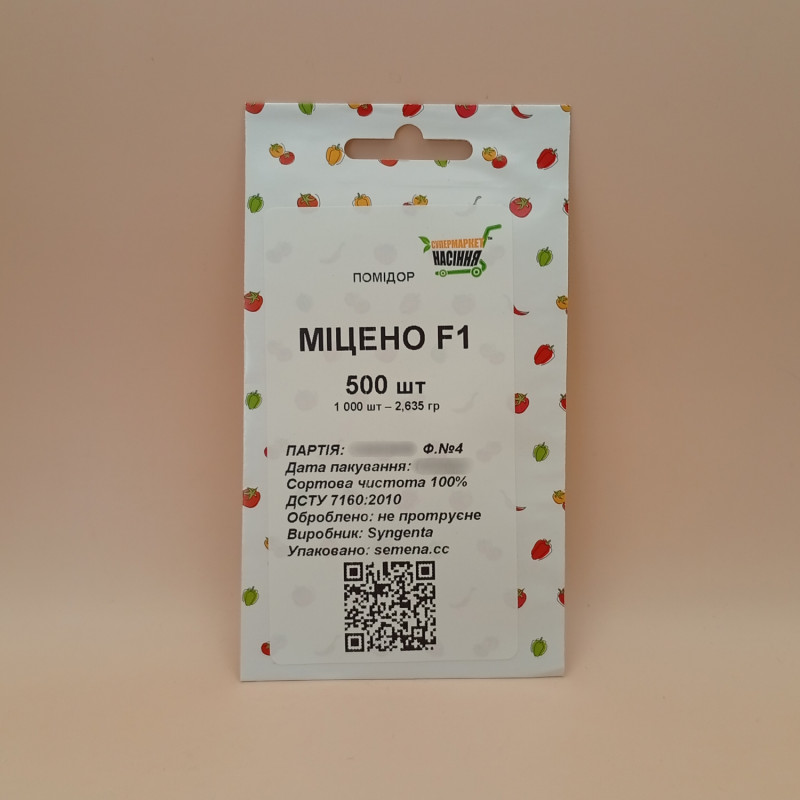 СУПЕРМАРКЕТ
НАСІННЯ
ПОМІДОР
МІЦЕНО F1
500 шт
1 000 шт – 2,635 гр
ПАРТІЯ: Ф.№4
Дата пакування:
Сортова чистота 100%
ДСТУ 7160:2010
Оброблено: не протруєне
Виробник: Syngenta
Упаковано: semena.cc